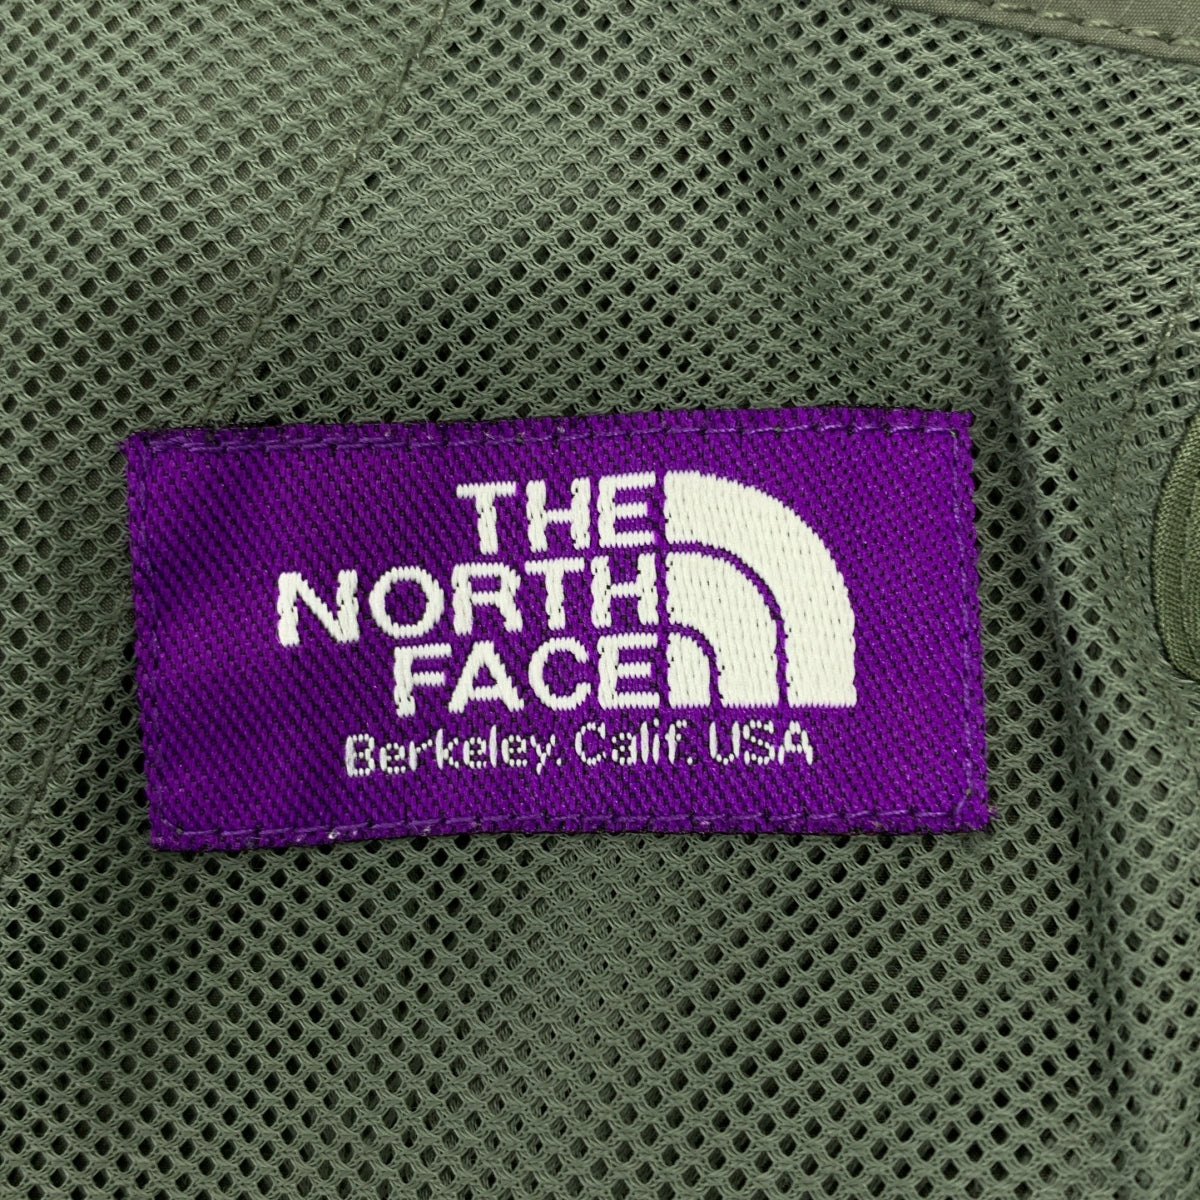 THE
NORTH
FACE
Berkeley. Calif. USA